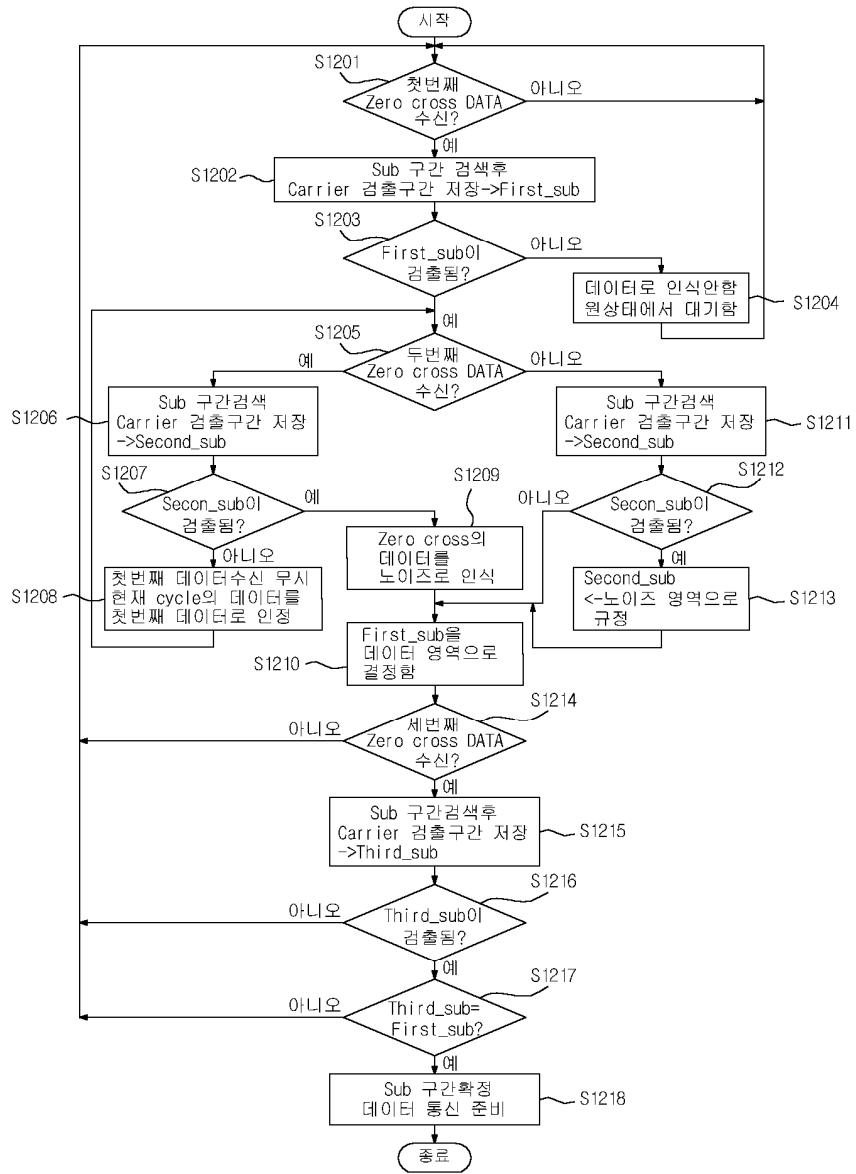 시작
S1201
첫번째
Zero cross DATA
수신?
아니오
예
S1202
Sub 구간 검색후
Carrier 검출구간 저장->First_sub
S1203
First_sub이
검출됨?
아니오
데이터로 인식안함
원상태에서 대기함
S1204
예
S1205
두번째
Zero cross DATA
수신?
예
아니오
S1206
Sub 구간검색
Carrier 검출구간 저장
->Second_sub
Sub 구간검색
Carrier 검출구간 저장
->Second_sub
S1211
S1207
Secon_sub이
검출됨?
예
아니오
S1208
첫번째 데이터수신 무시
현재 cycle의 데이터를
첫번째 데이터로 인정
S1209
Zero cross의
데이터를
노이즈로 인식
S1212
Secon_sub이
검출됨?
아니오
예
Second_sub
<-노이즈 영역으로
규정
S1213
S1210
First_sub을
데이터 영역으로
결정함
S1214
세번째
Zero cross DATA
수신?
아니오
예
Sub 구간검색후
Carrier 검출구간 저장
->Third_sub
S1215
S1216
Third_sub이
검출됨?
아니오
예
S1217
Third_sub=
First_sub?
아니오
예
Sub 구간확정
데이터 통신 준비
S1218
종료